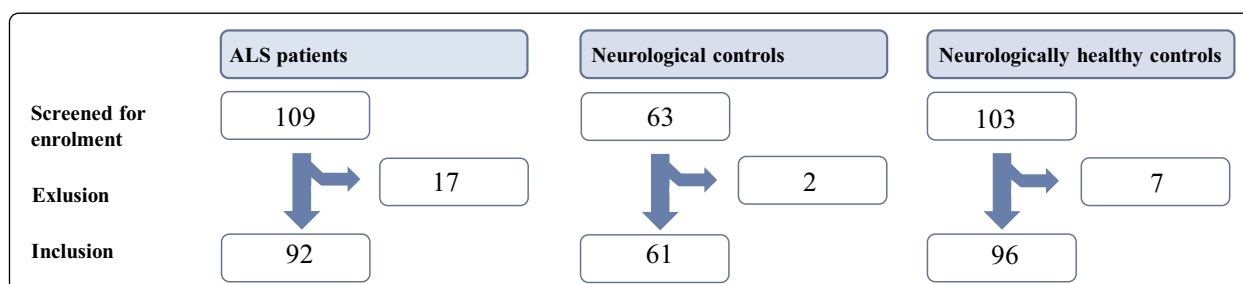 ALS patients
Neurological controls
Neurologically healthy controls
Screened for
enrolment
109
63
103
Exlusion
17
2
7
Inclusion
92
61
96